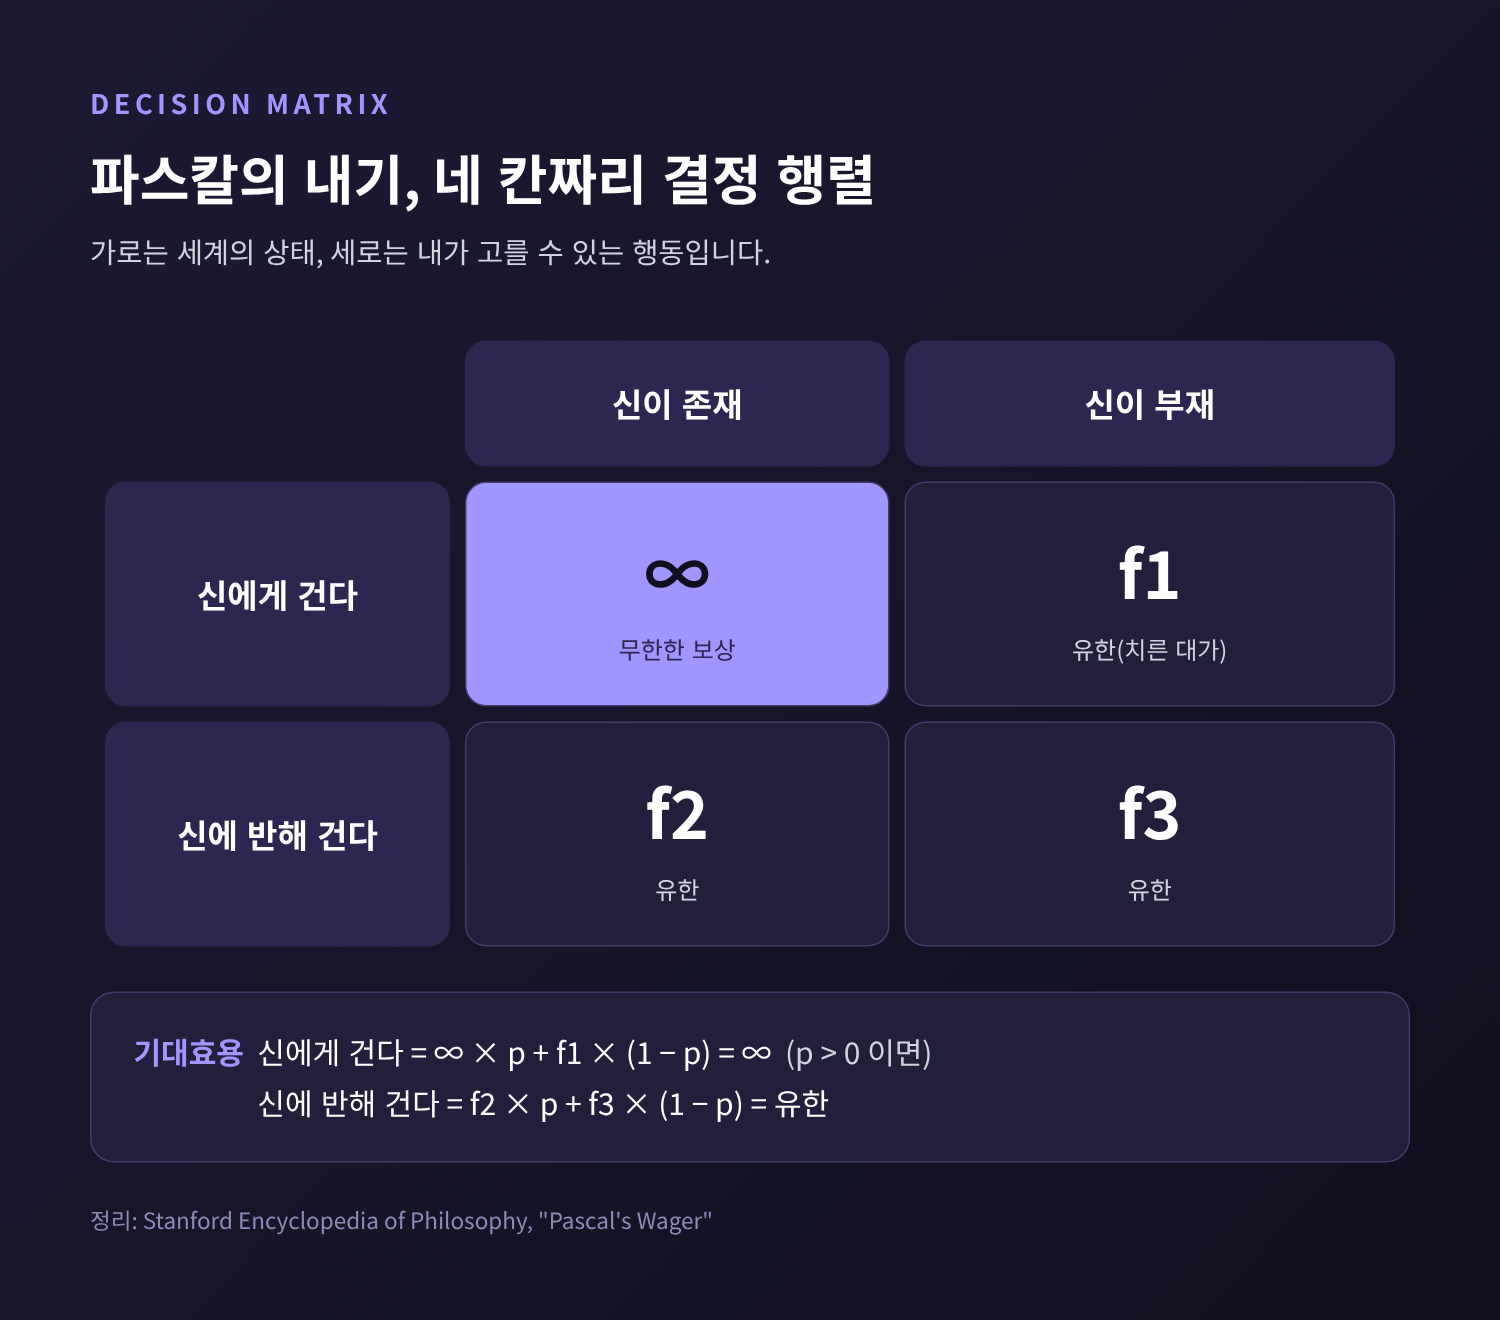 DECISION MATRIX
파스칼의 내기, 네 칸짜리 결정 행렬
가로는 세계의 상태, 세로는 내가 고를 수 있는 행동입니다.
신이 존재
신이 부재
신에게 건다
∞
무한한 보상
f1
유한(치른 대가)
신에 반해 건다
f2
유한
f3
유한
기대효용 신에게 건다 = ∞ × p + f1 × (1 − p) = ∞ (p > 0 이면)
신에 반해 건다 = f2 × p + f3 × (1 − p) = 유한
정리: Stanford Encyclopedia of Philosophy, "Pascal's Wager"